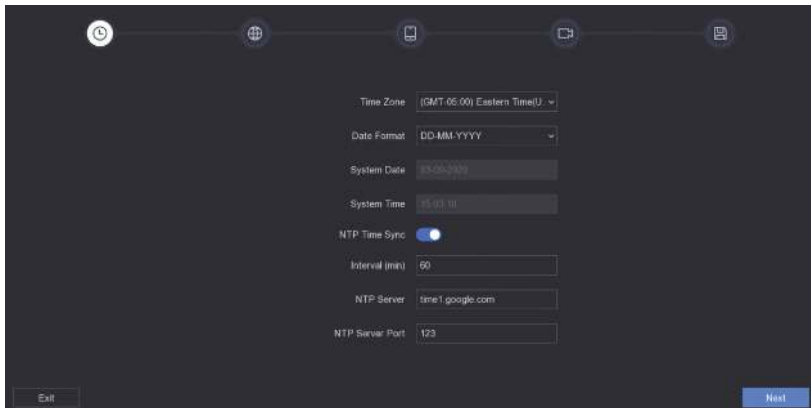 Time Zone (GMT-05:00) Eastern Time(U.
Date Format DD-MM-YYYY
System Date
System Time
NTP Time Sync
Interval (min) 60
NTP Server time1.google.com
NTP Server Port 123
Exit Next